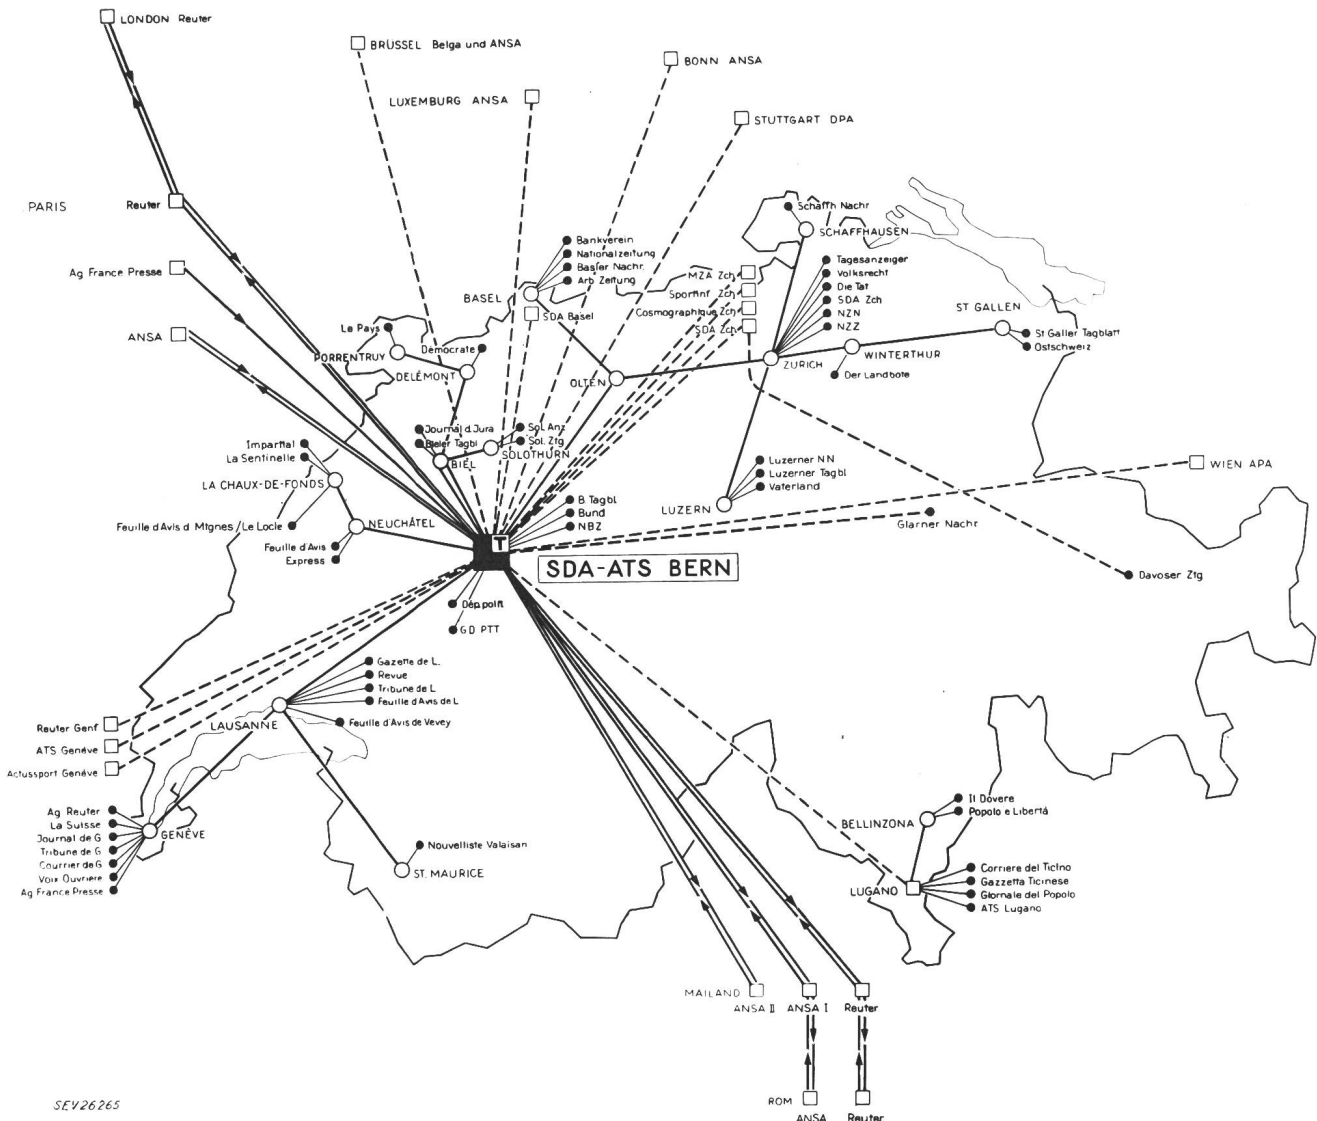 LONDON Reuter
BRÜSSEL Belga und ANSA
BONN ANSA
LUXEMBURG ANSA
STUTTGART DPA
PARIS
Reuter
Schaffh Nachr
SCHAFFHAUSEN
Ag France Presse
Bankverein
Nationalzeitung
Basler Nachr.
Arb Zeitung
BASEL
SDA Basel
MZA Zch
Sportinf Zch
Cosmographique Zch
SDA Zch
Tagesanzeiger
Volksrecht
Die Tat
SDA Zch
NZN
NZZ
ST GALLEN
St Galler Tagblatt
Ostschweiz
ANSA
Le Pays
PORRENTRUY
Démocrate
DELÉMONT
OLTEN
ZÜRICH
WINTERTHUR
Der Landbote
Journal d. Jura
Bieler Tagbl
BIEL
Sol. Anz
Sol. Ztg
SOLOTHURN
Impartial
La Sentinelle
LA CHAUX-DE-FONDS
Luzerner NN
Luzerner Tagbl
Vaterland
LUZERN
WIEN APA
Feuille d'Avis d. Mtgnes/Le Locle
NEUCHÂTEL
Feuille d'Avis
Express
B Tagbl
Bund
NBZ
Glarner Nachr
T
SDA-ATS BERN
Davoser Ztg
Dép. polit
GD PTT
Gazette de L.
Revue
Tribune de L
Feuille d'Avis de L
Feuille d'Avis de Vevey
LAUSANNE
Reuter Genf
ATS Genève
Actussport Genève
Ag Reuter
La Suisse
Journal de G
Tribune de G
Courrier de G
Voix Ouvrière
Ag France Presse
GENÈVE
Nouvelliste Valaisan
ST. MAURICE
Il Dovere
Popolo e Libertà
BELLINZONA
LUGANO
Corriere del Ticino
Gazzetta Ticinese
Giornale del Popolo
ATS Lugano
MAILAND
ANSA II
ANSA I
Reuter
ROM
ANSA
Reuter
SEV26265